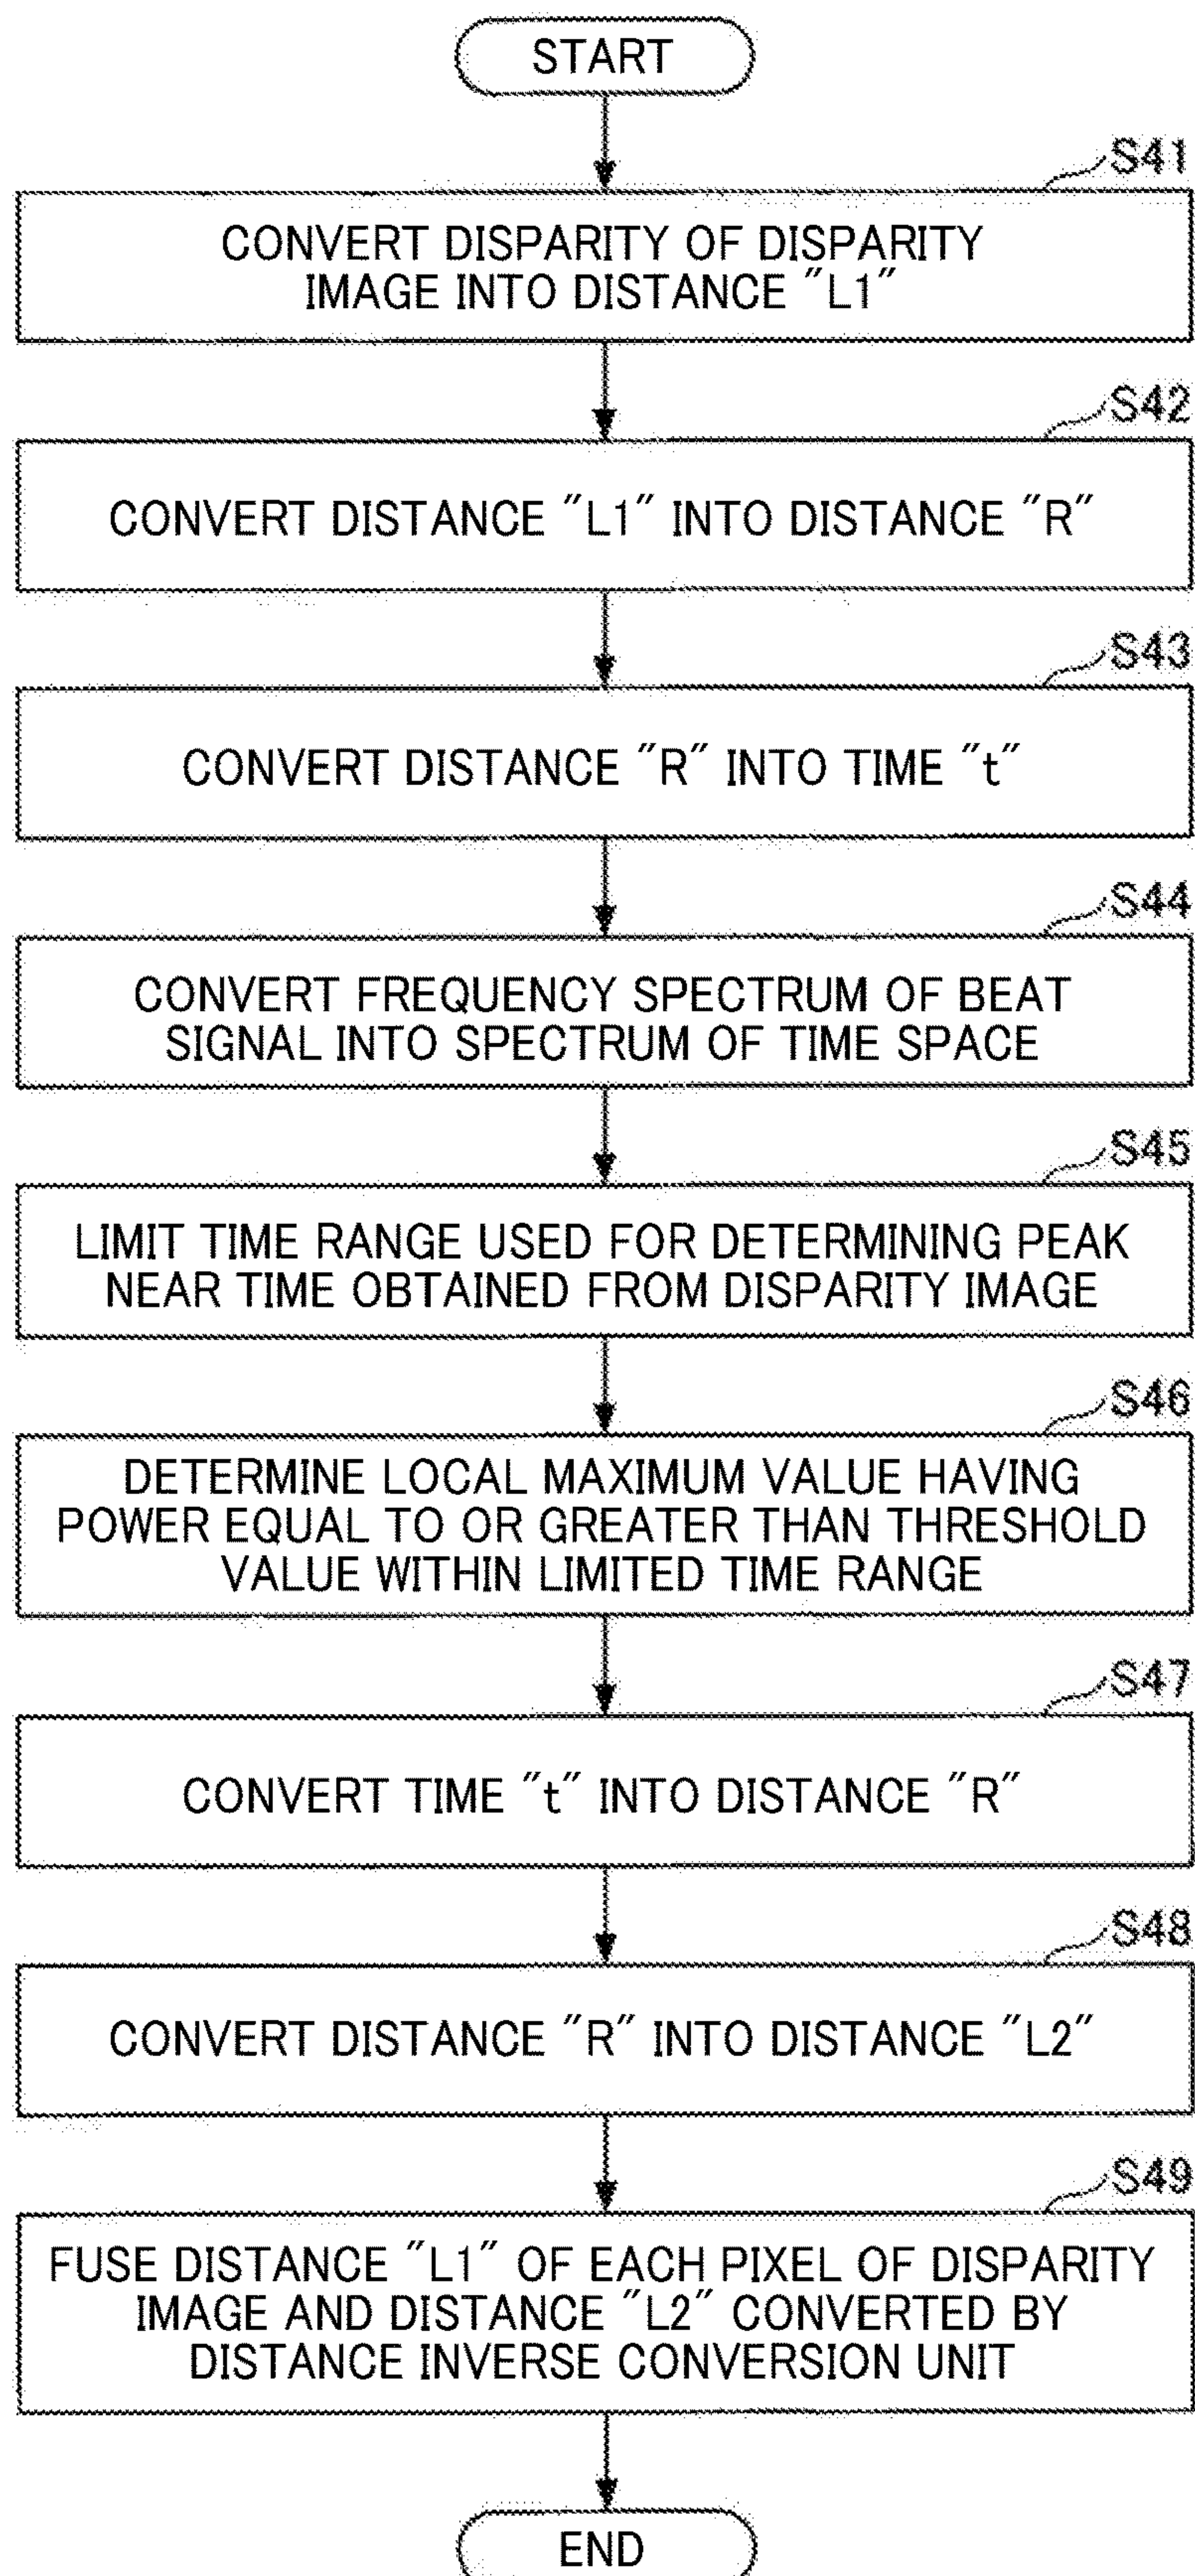 START
S41
CONVERT DISPARITY OF DISPARITY
IMAGE INTO DISTANCE "L1"
S42
CONVERT DISTANCE "L1" INTO DISTANCE "R"
S43
CONVERT DISTANCE "R" INTO TIME "t"
S44
CONVERT FREQUENCY SPECTRUM OF BEAT
SIGNAL INTO SPECTRUM OF TIME SPACE
S45
LIMIT TIME RANGE USED FOR DETERMINING PEAK
NEAR TIME OBTAINED FROM DISPARITY IMAGE
S46
DETERMINE LOCAL MAXIMUM VALUE HAVING
POWER EQUAL TO OR GREATER THAN THRESHOLD
VALUE WITHIN LIMITED TIME RANGE
S47
CONVERT TIME "t" INTO DISTANCE "R"
S48
CONVERT DISTANCE "R" INTO DISTANCE "L2"
S49
FUSE DISTANCE "L1" OF EACH PIXEL OF DISPARITY
IMAGE AND DISTANCE "L2" CONVERTED BY
DISTANCE INVERSE CONVERSION UNIT
END